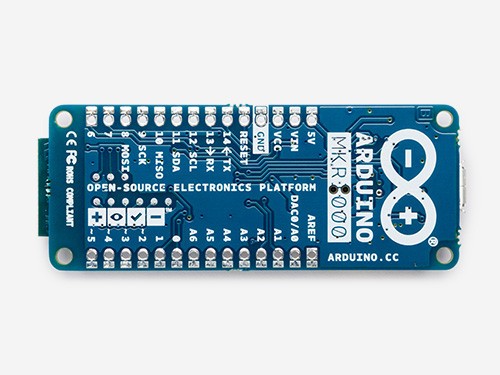 5V
VIN
VCC
GND
RESET
14←TX
13→RX
12 SCL
11 SDA
10 MISO
9 SCK
8 MOSI
7
6
CE FC ROHS COMPLIANT
OPEN-SOURCE ELECTRONICS PLATFORM
ARDUINO
MKR1000
®
ARDUINO.CC
AREF
DAC0/A0
A1
A2
A3
A4
A5
A6
0
1
~2
~3
~4
~5